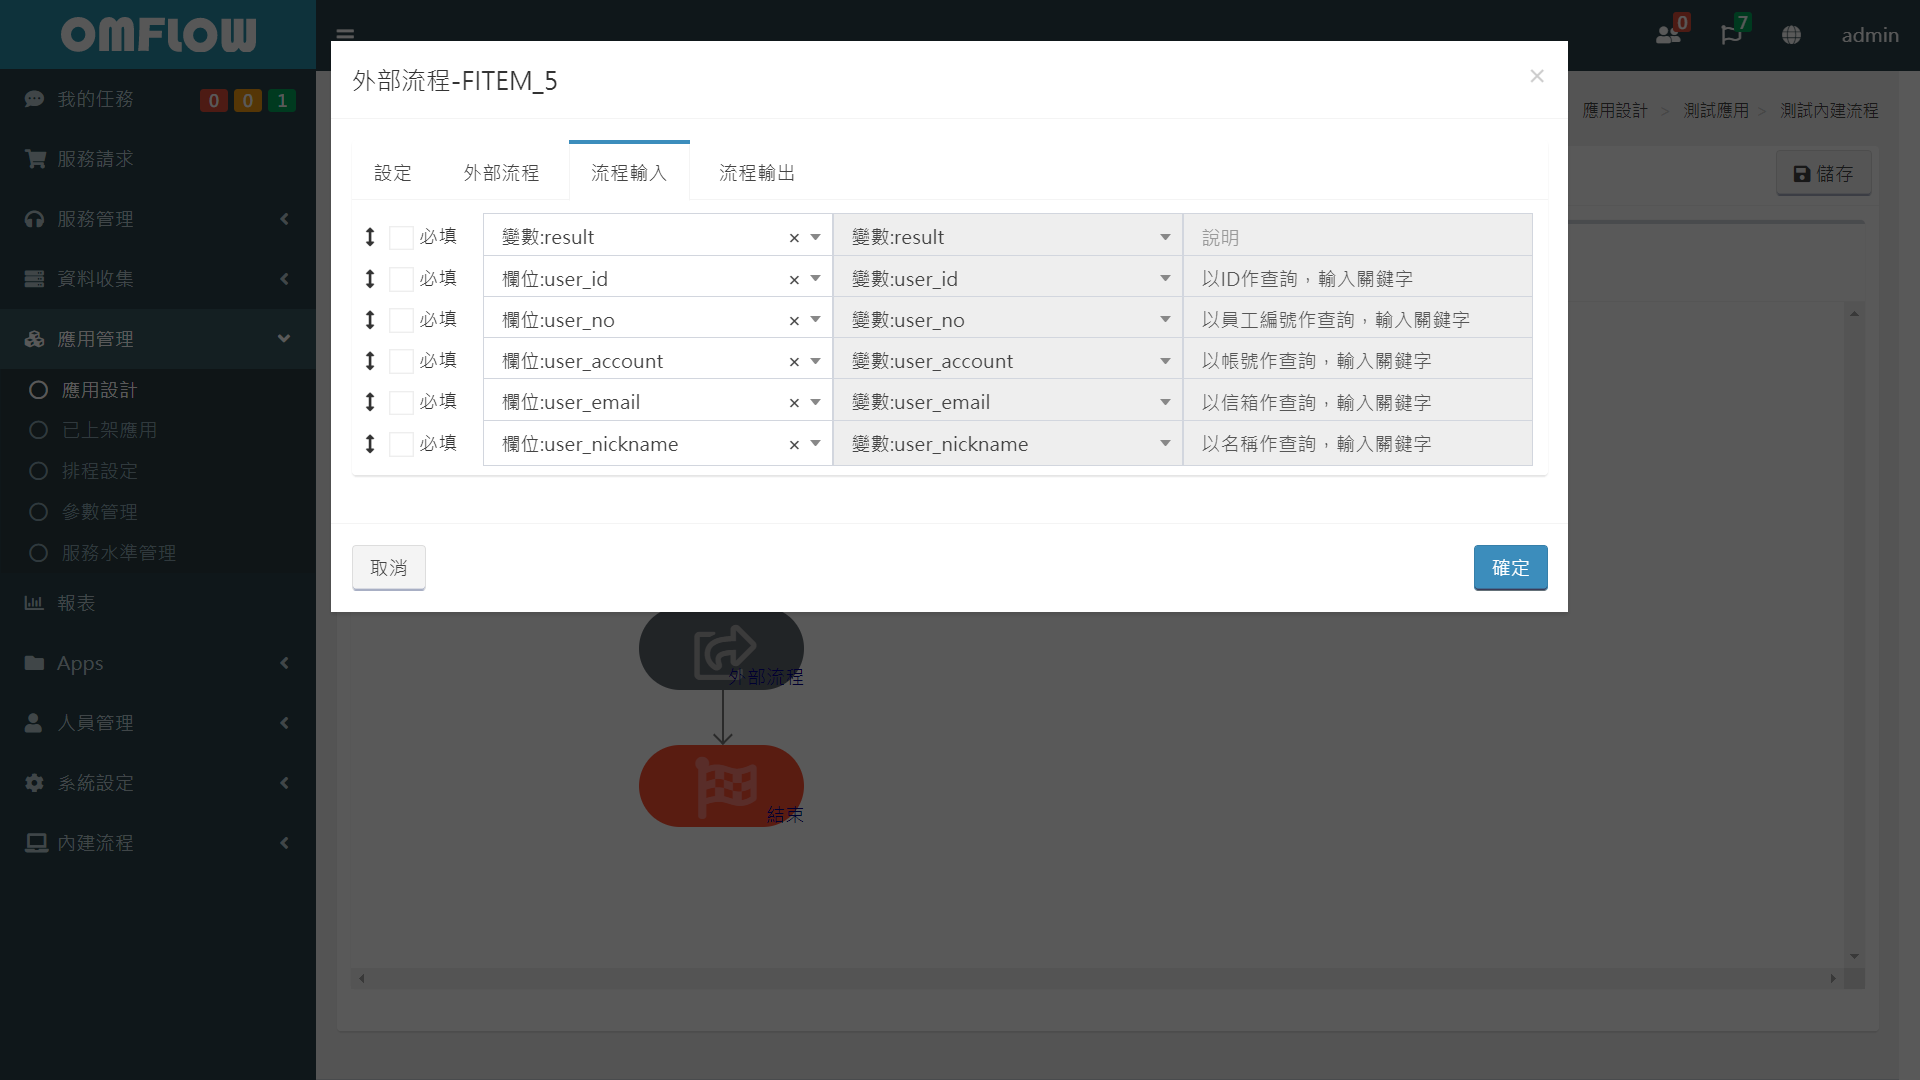 OMFLOW
0
7
admin
外部流程-FITEM_5
×
我的任務
0 0 1
應用設計 > 測試應用 > 測試內建流程
服務請求
設定
外部流程
流程輸入
流程輸出
儲存
服務管理
必填 變數:result × 變數:result 說明
資料收集
必填 欄位:user_id × 變數:user_id 以ID作查詢，輸入關鍵字
必填 欄位:user_no × 變數:user_no 以員工編號作查詢，輸入關鍵字
應用管理
必填 欄位:user_account × 變數:user_account 以帳號作查詢，輸入關鍵字
應用設計
必填 欄位:user_email × 變數:user_email 以信箱作查詢，輸入關鍵字
已上架應用
必填 欄位:user_nickname × 變數:user_nickname 以名稱作查詢，輸入關鍵字
排程設定
參數管理
服務水準管理
取消
確定
報表
Apps
外部流程
人員管理
系統設定
結束
內建流程